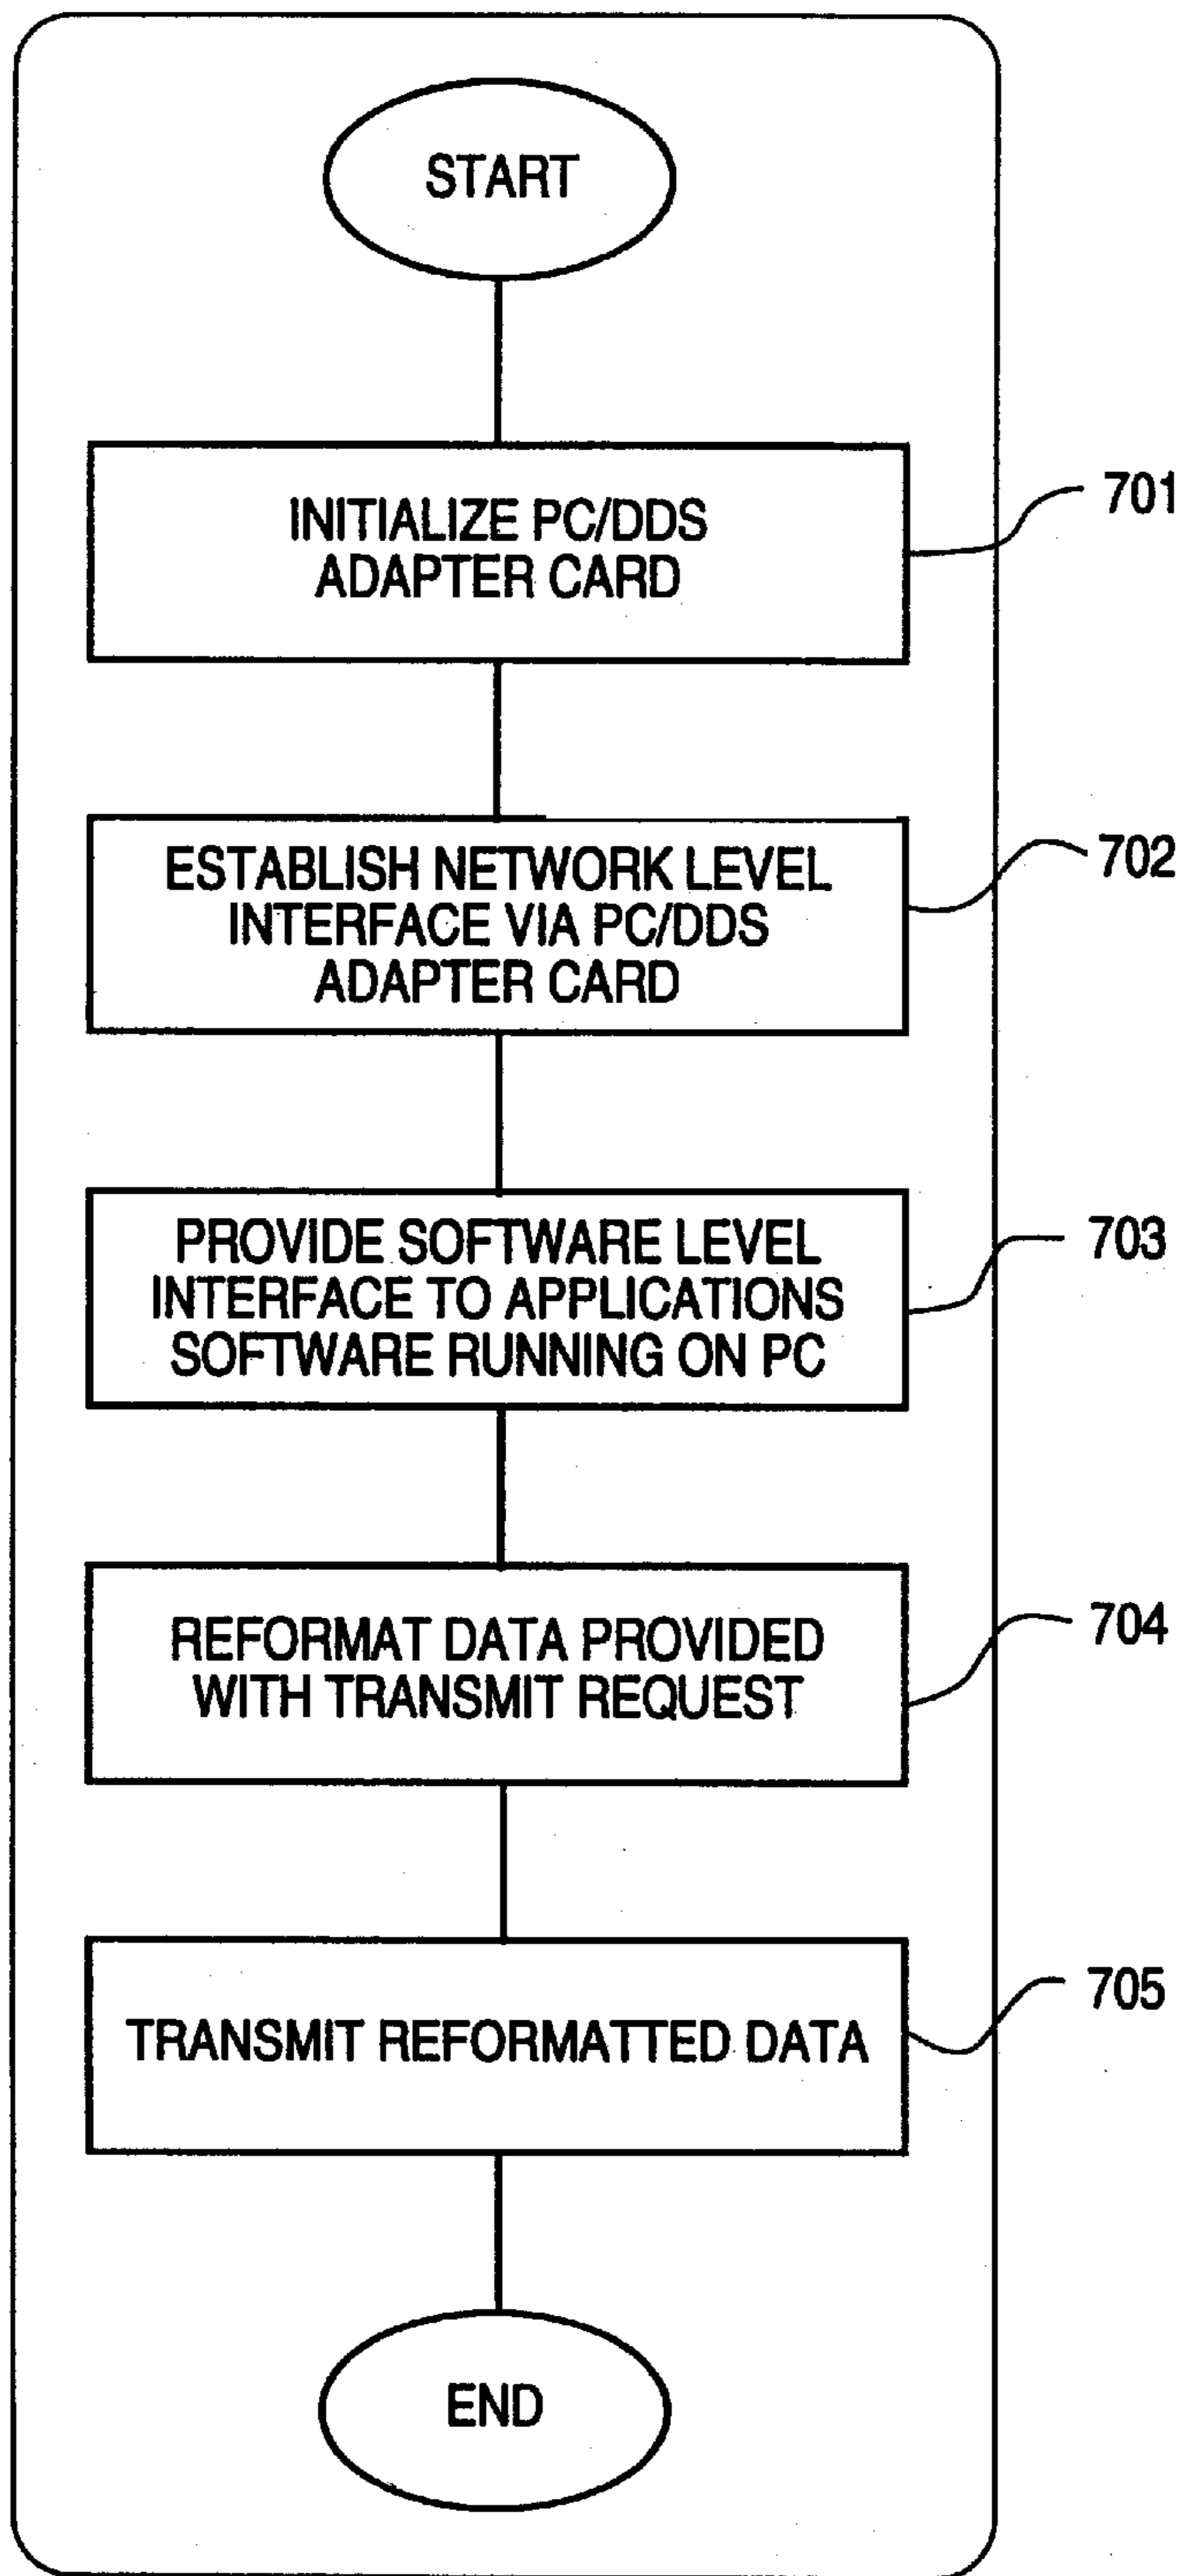 START
INITIALIZE PC/DDS
ADAPTER CARD
701
ESTABLISH NETWORK LEVEL
INTERFACE VIA PC/DDS
ADAPTER CARD
702
PROVIDE SOFTWARE LEVEL
INTERFACE TO APPLICATIONS
SOFTWARE RUNNING ON PC
703
REFORMAT DATA PROVIDED
WITH TRANSMIT REQUEST
704
TRANSMIT REFORMATTED DATA
705
END